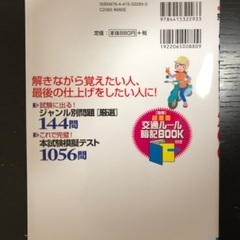 ISBN978-4-415-32293-3
定価 本体880円+税
9784415322933
1922061008809
解きながら覚えたい人、
最後の仕上げをしたい人に!
試験に出る!
ジャンル別問題[厳選]
144問
これで完璧!
本試験模擬テスト
1056問
交通ルール
暗記BOOK